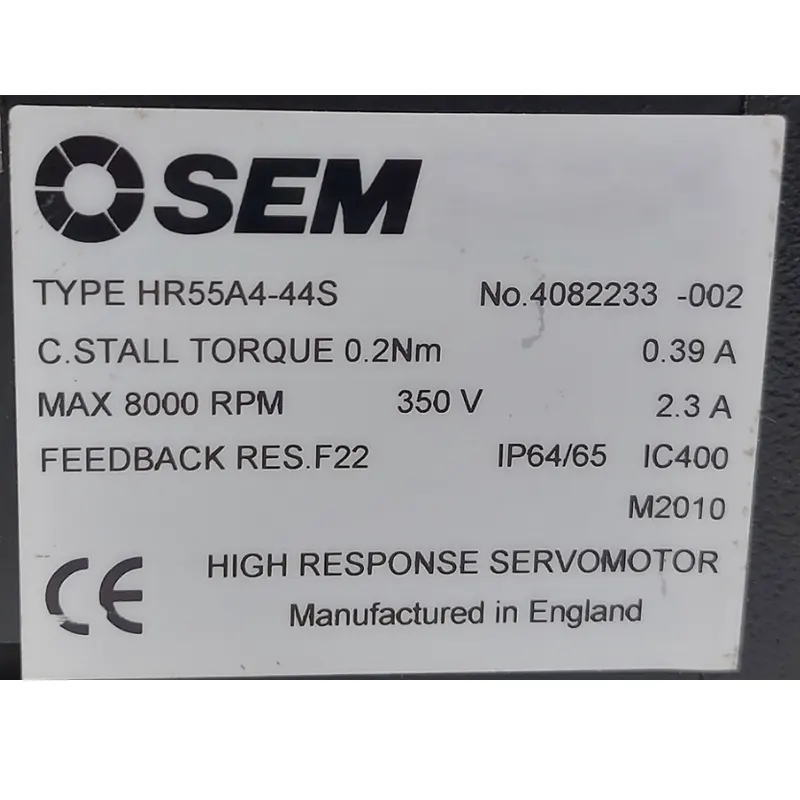 SEM
TYPE HR55A4-44S No.4082233 -002
C.STALL TORQUE 0.2Nm 0.39 A
MAX 8000 RPM 350 V 2.3 A
FEEDBACK RES.F22 IP64/65 IC400
M2010
CE HIGH RESPONSE SERVOMOTOR
Manufactured in England